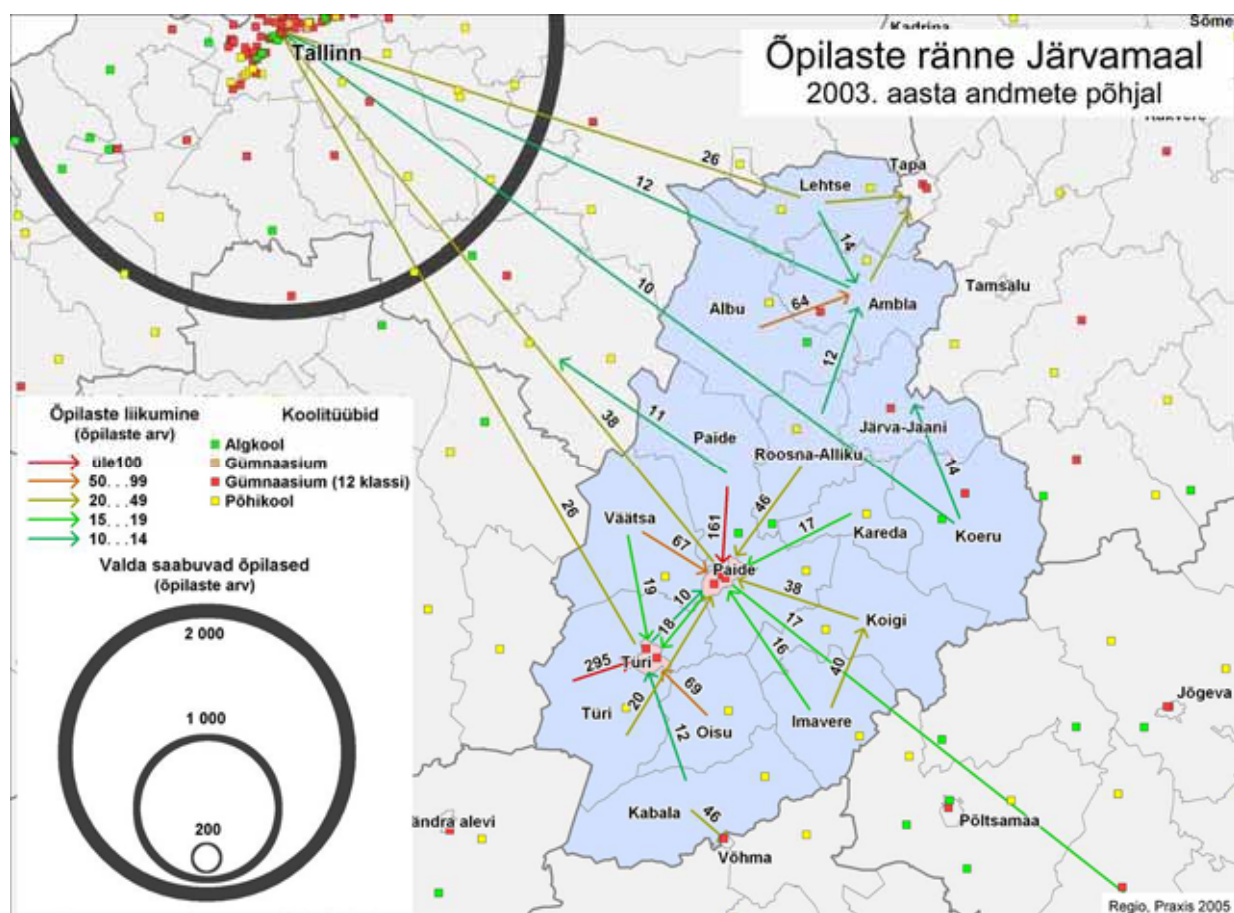 Kadrina
Sõme
Õpilaste ränne Järvamaal
2003. aasta andmete põhjal
Tallinn
Tapa
Lehtse
26
12
14
10
Albu
64
Ambla
Tamsalu
12
38
11
Paide
Järva-Jaani
Roosna-Alliku
14
26
Väätsa
161
46
17
Kareda
Koeru
67
Paide
19
10
38
18
17
Koigi
16
40
Türi
295
69
Türi
20
12
Oisu
Imavere
Jõgeva
Kabala
46
ändra alevi
Võhma
Põltsamaa
Õpilaste liikumine
(õpilaste arv)
üle100
50. . .99
20. . .49
15. . .19
10. . .14
Koolitüübid
Algkool
Gümnaasium
Gümnaasium (12 klassi)
Põhikool
Valda saabuvad õpilased
(õpilaste arv)
2 000
1 000
200
Regio, Praxis 2005